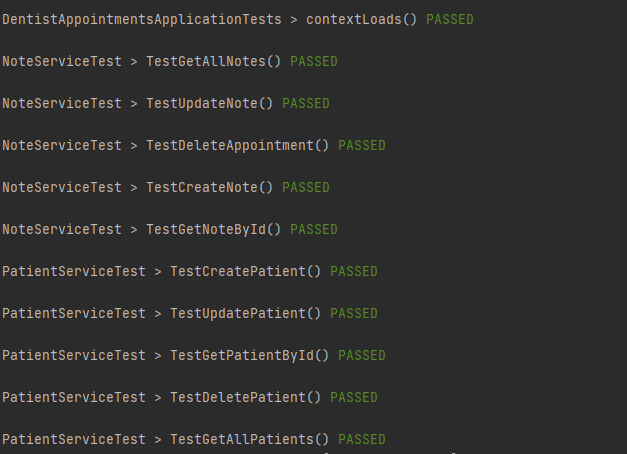 DentistAppointmentsApplicationTests > contextLoads() PASSED
NoteServiceTest > TestGetAllNotes() PASSED
NoteServiceTest > TestUpdateNote() PASSED
NoteServiceTest > TestDeleteAppointment() PASSED
NoteServiceTest > TestCreateNote() PASSED
NoteServiceTest > TestGetNoteById() PASSED
PatientServiceTest > TestCreatePatient() PASSED
PatientServiceTest > TestUpdatePatient() PASSED
PatientServiceTest > TestGetPatientById() PASSED
PatientServiceTest > TestDeletePatient() PASSED
PatientServiceTest > TestGetAllPatients() PASSED